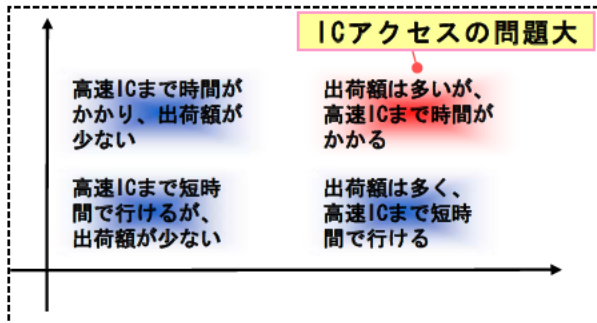 ICアクセスの問題大
高速ICまで時間が
かかり、出荷額が
少ない
出荷額は多いが、
高速ICまで時間が
かかる
高速ICまで短時
間で行けるが、
出荷額が少ない
出荷額は多く、
高速ICまで短時
間で行ける